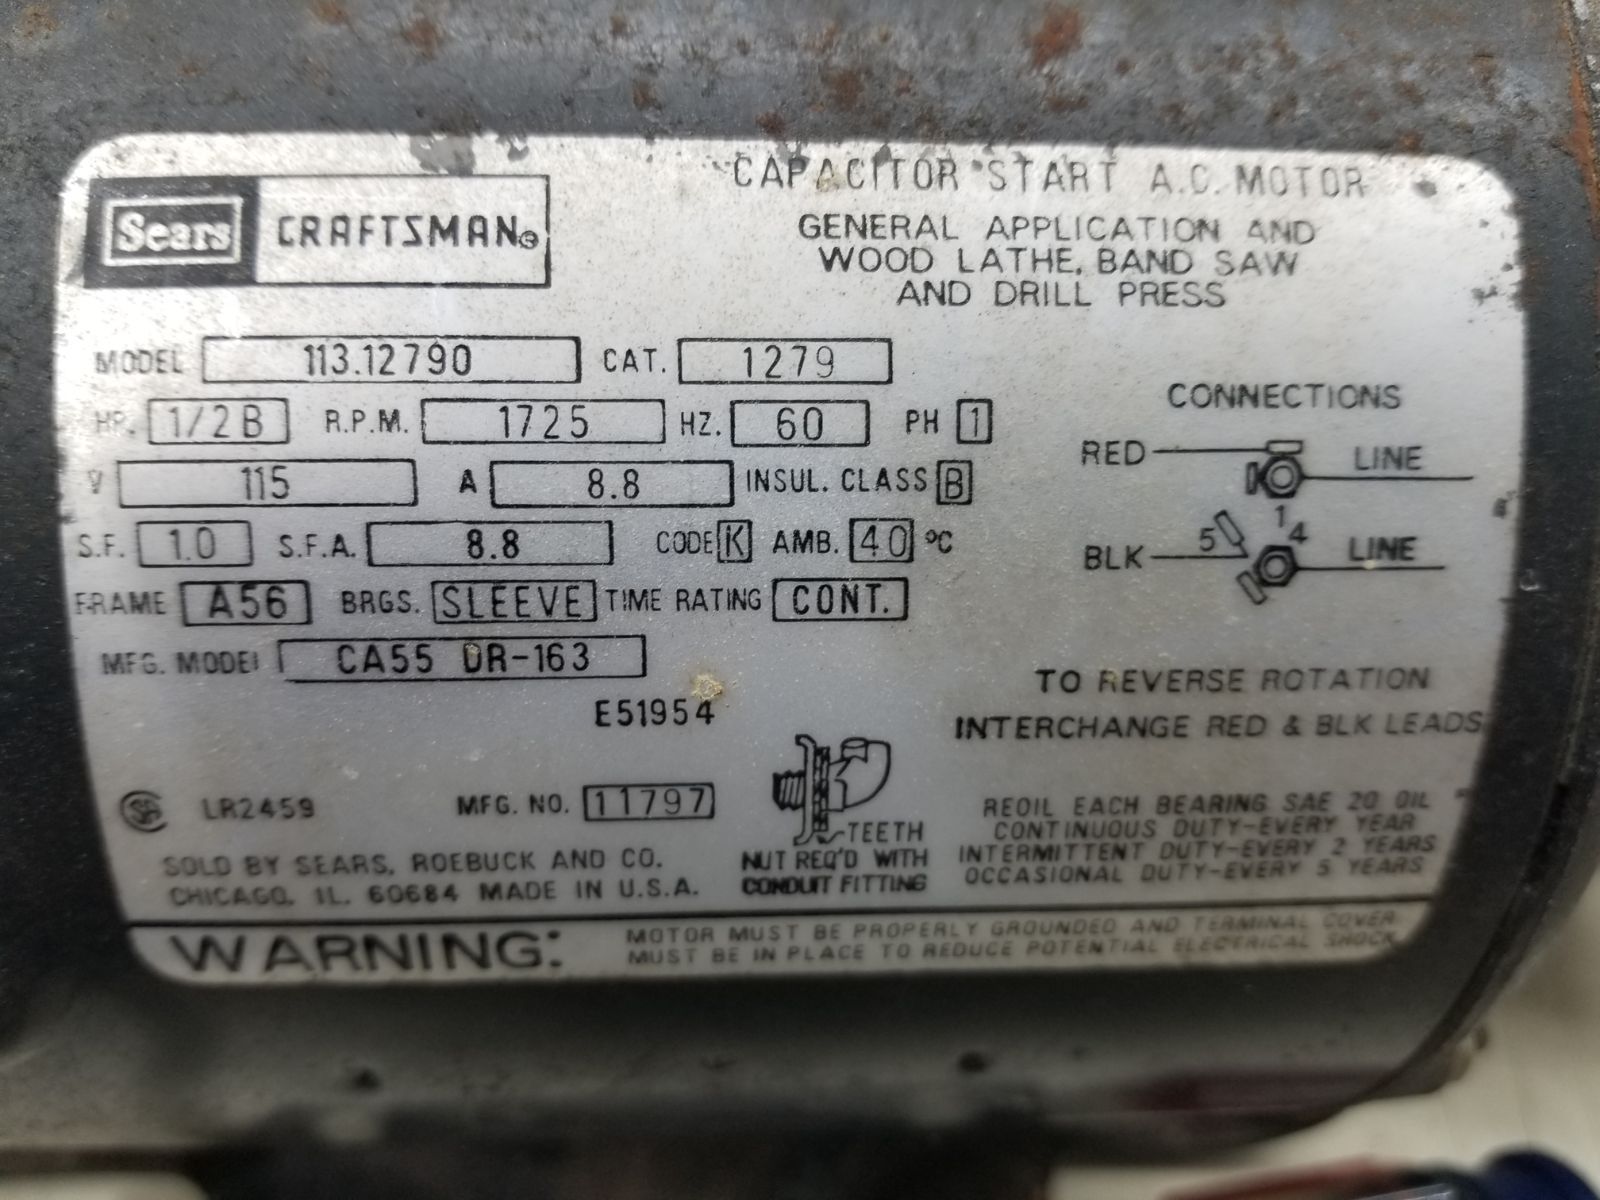 Sears CRAFTSMAN®
CAPACITOR START A.C. MOTOR
GENERAL APPLICATION AND
WOOD LATHE, BAND SAW
AND DRILL PRESS
MODEL 113.12790 CAT. 1279
HP. 1/2 B R.P.M. 1725 HZ. 60 PH 1
V 115 A 8.8 INSUL. CLASS B
S.F. 1.0 S.F.A. 8.8 CODE K AMB. 40 °C
FRAME A56 BRGS. SLEEVE TIME RATING CONT.
MFG. MODEL CA55 DR-163
E51954
CONNECTIONS
RED LINE
1
5 4
BLK LINE
TO REVERSE ROTATION
INTERCHANGE RED & BLK LEADS
SA LR2459 MFG. NO. 11797
TEETH
NUT REQ'D WITH
CONDUIT FITTING
REOIL EACH BEARING SAE 20 OIL
CONTINUOUS DUTY-EVERY YEAR
INTERMITTENT DUTY-EVERY 2 YEARS
OCCASIONAL DUTY-EVERY 5 YEARS
SOLD BY SEARS, ROEBUCK AND CO.
CHICAGO, IL. 60684 MADE IN U.S.A.
WARNING:
MOTOR MUST BE PROPERLY GROUNDED AND TERMINAL COVER
MUST BE IN PLACE TO REDUCE POTENTIAL ELECTRICAL SHOCK